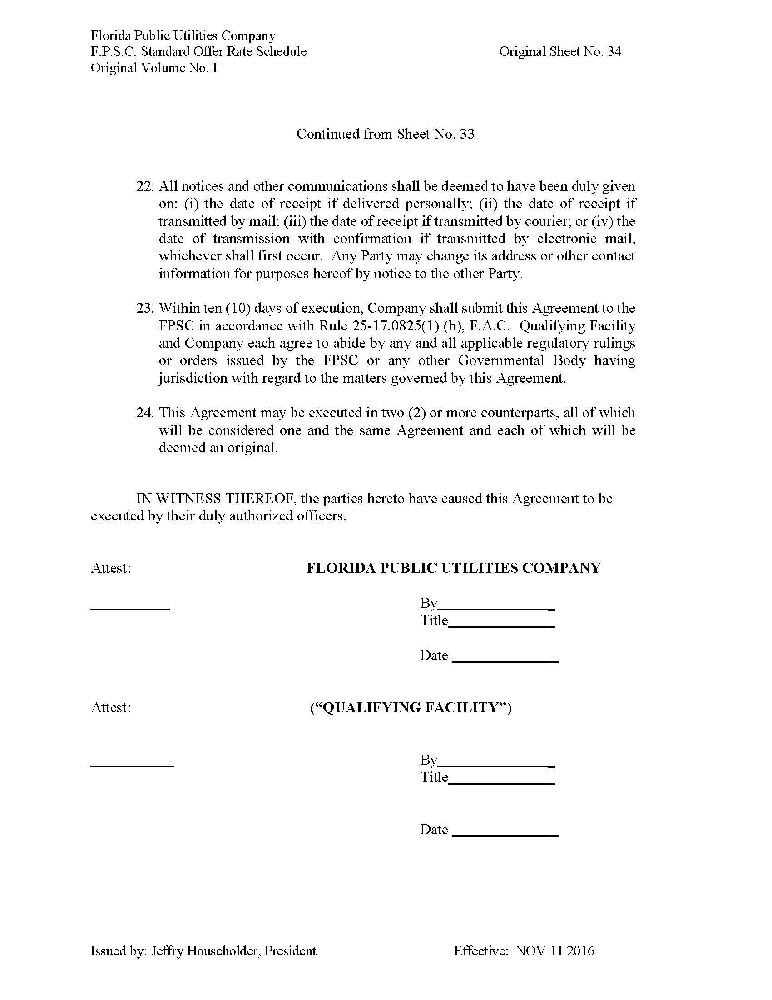 Florida Public Utilities Company
F.P.S.C. Standard Offer Rate Schedule Original Sheet No. 34
Original Volume No. I
Continued from Sheet No. 33
22. All notices and other communications shall be deemed to have been duly given
on: (i) the date of receipt if delivered personally; (ii) the date of receipt if
transmitted by mail; (iii) the date of receipt if transmitted by courier; or (iv) the
date of transmission with confirmation if transmitted by electronic mail,
whichever shall first occur. Any Party may change its address or other contact
information for purposes hereof by notice to the other Party.
23. Within ten (10) days of execution, Company shall submit this Agreement to the
FPSC in accordance with Rule 25-17.0825(1) (b), F.A.C. Qualifying Facility
and Company each agree to abide by any and all applicable regulatory rulings
or orders issued by the FPSC or any other Governmental Body having
jurisdiction with regard to the matters governed by this Agreement.
24. This Agreement may be executed in two (2) or more counterparts, all of which
will be considered one and the same Agreement and each of which will be
deemed an original.
IN WITNESS THEREOF, the parties hereto have caused this Agreement to be
executed by their duly authorized officers.
Attest: FLORIDA PUBLIC UTILITIES COMPANY
By
Title
Date
Attest: (“QUALIFYING FACILITY”)
By
Title
Date
Issued by: Jeffry Householder, President Effective: NOV 11 2016